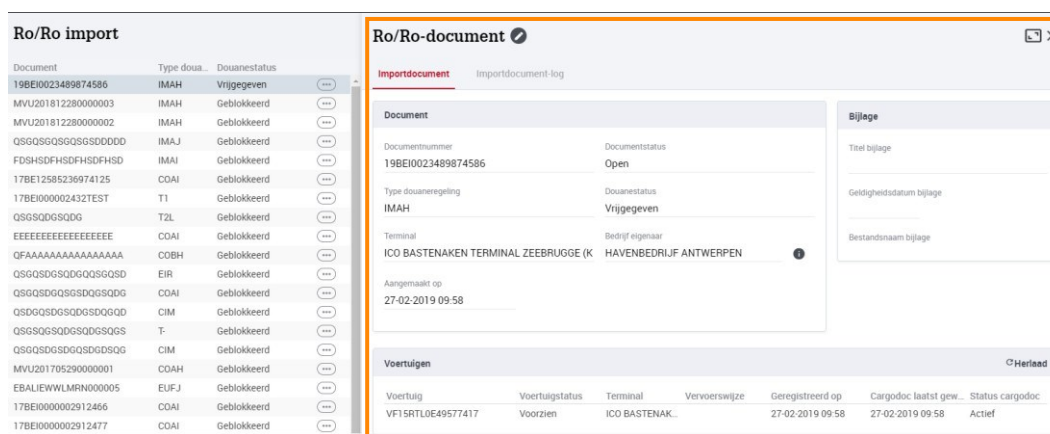 Ro/Ro import
Document Type doua... Douanestatus
19BEI0023489874586 IMAH Vrijgegeven
MVU201812280000003 IMAH Geblokkeerd
MVU201812280000002 IMAH Geblokkeerd
QSGQSGQSGQSGSDDDDD IMAJ Geblokkeerd
FDSHSDFHSDFHSDFHSD IMAI Geblokkeerd
17BE12585236974125 COAI Geblokkeerd
17BEI000002432TEST T1 Geblokkeerd
QSGSQDGSQDG T2L Geblokkeerd
EEEEEEEEEEEEEEEEEE COAI Geblokkeerd
QFAAAAAAAAAAAAAAAA COBH Geblokkeerd
QSGQSDGSQDGQQSGQSD EIR Geblokkeerd
QSGQSDGQSGSDQGSQDG COAI Geblokkeerd
QSDGQSDGSQDGSDQGQD CIM Geblokkeerd
QSGSQGSQDGSQDGSQGS T- Geblokkeerd
QSGQSDGSDGQSDGDSQG CIM Geblokkeerd
MVU201705290000001 COAH Geblokkeerd
EBALIEWWLMRN000005 EUFJ Geblokkeerd
17BEI0000002912466 COAI Geblokkeerd
17BEI0000002912477 COAI Geblokkeerd
Ro/Ro-document
Importdocument Importdocument-log
Document
Documentnummer Documentstatus
19BEI0023489874586 Open
Type douaneregeling Douanestatus
IMAH Vrijgegeven
Terminal Bedrijf eigenaar
ICO BASTENAKEN TERMINAL ZEEBRUGGE (K HAVENBEDRIJF ANTWERPEN
Aangemaakt op
27-02-2019 09:58
Bijlage
Titel bijlage
Geldigheidsdatum bijlage
Bestandsnaam bijlage
Voertuigen Herlaad
Voertuig Voertuigstatus Terminal Vervoerswijze Geregistreerd op Cargodoc laatst gew... Status cargodoc
VF15RTL0E49577417 Voorzien ICO BASTENAK... 27-02-2019 09:58 27-02-2019 09:58 Actief